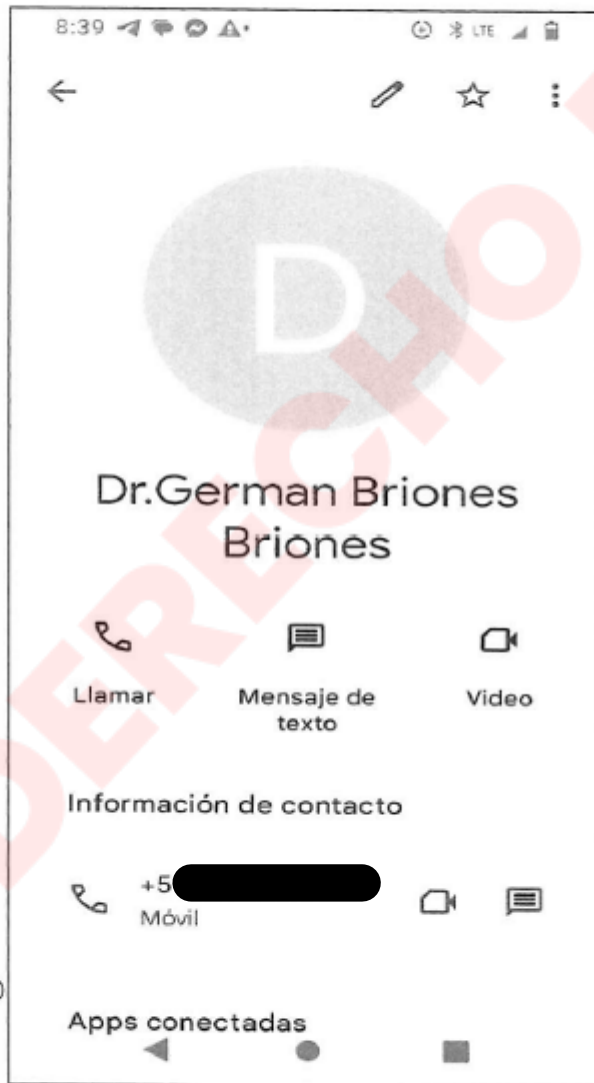 8:39
LTE
D
Dr.German Briones
Briones
Llamar
Mensaje de
texto
Video
Información de contacto
+5
Móvil
Apps conectadas
DERECHO